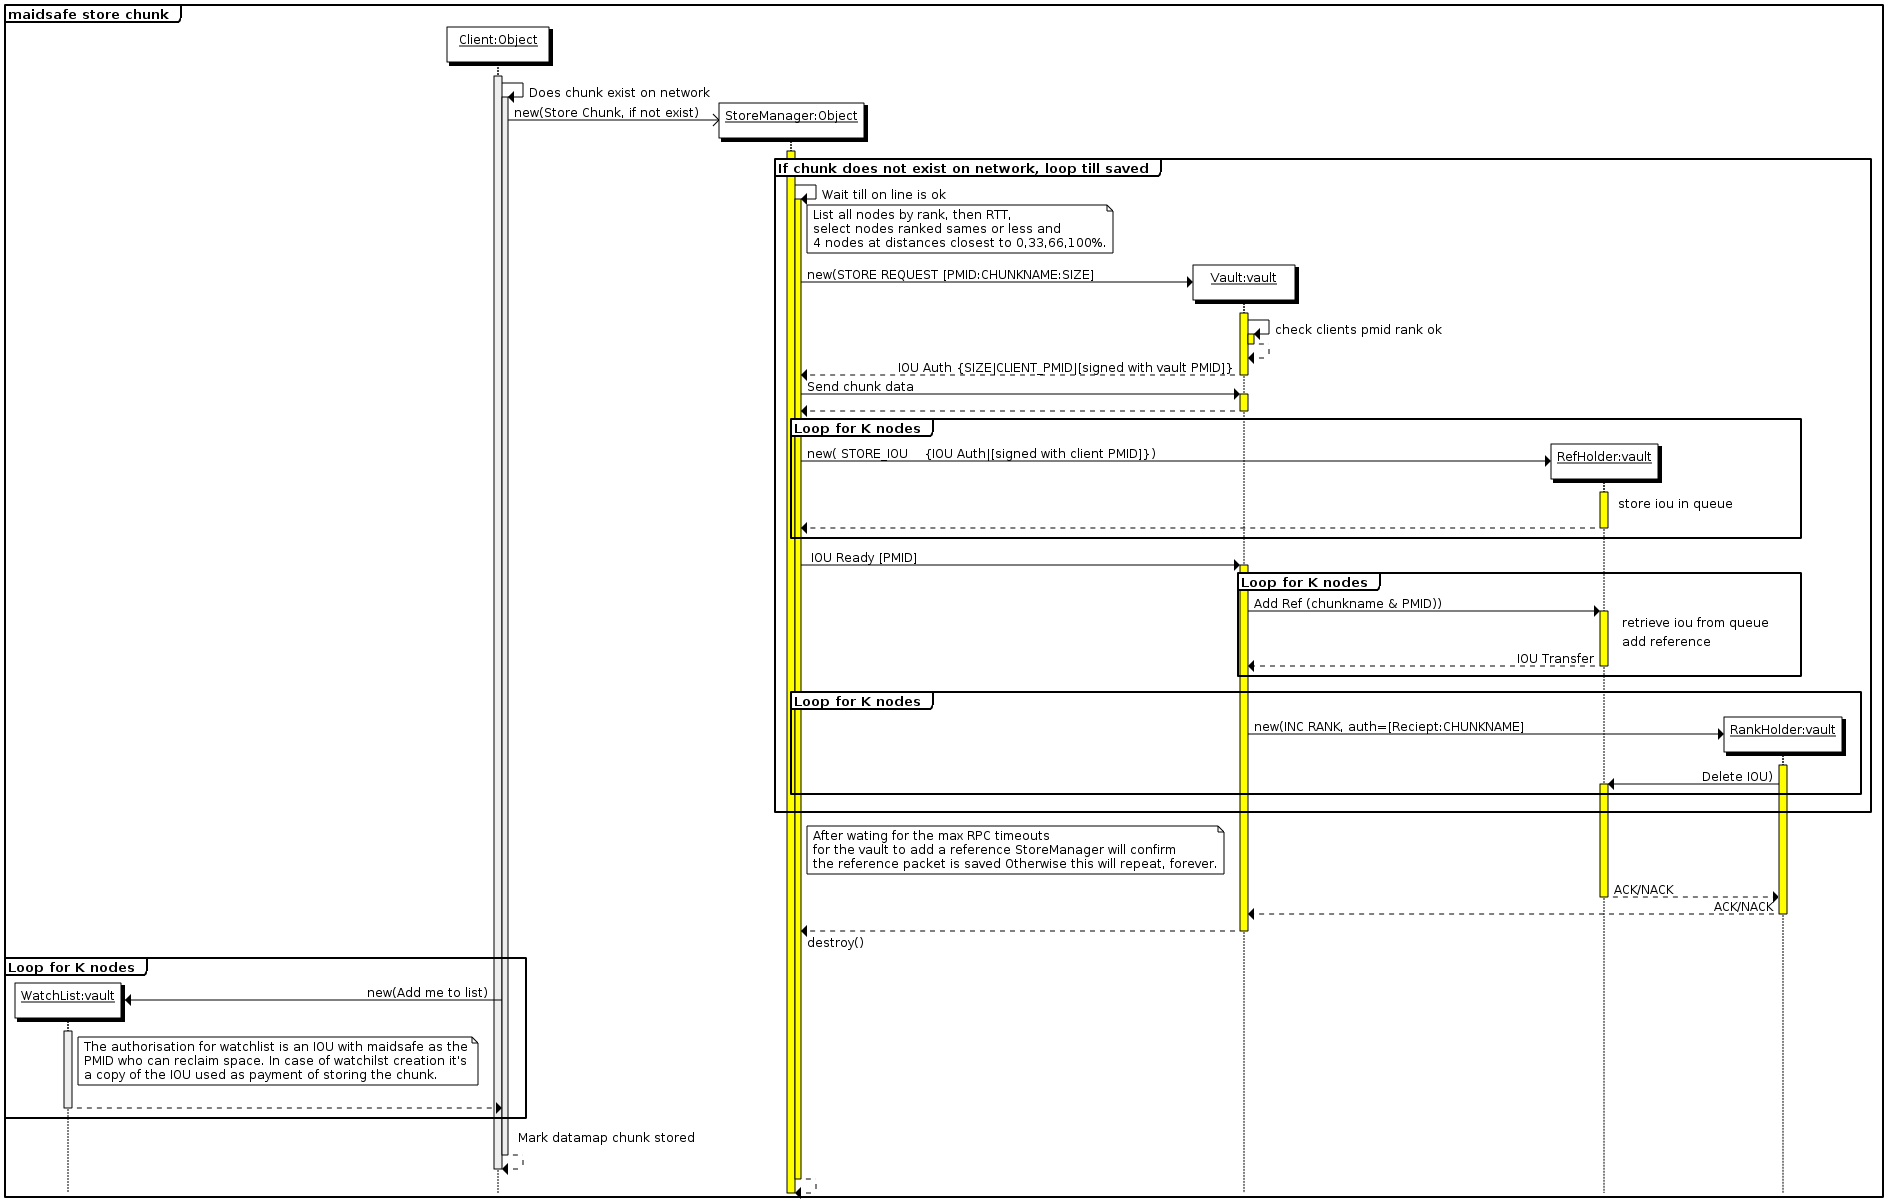 maidsafe store chunk
Client:Object
Does chunk exist on network
new(Store Chunk, if not exist)
StoreManager:Object
If chunk does not exist on network, loop till saved
Wait till on line is ok
List all nodes by rank, then RTT,
select nodes ranked sames or less and
4 nodes at distances closest to 0,33,66,100%.
new(STORE REQUEST [PMID:CHUNKNAME:SIZE]
Vault:vault
check clients pmid rank ok
IOU Auth {SIZE|CLIENT_PMID|[signed with vault PMID]}
Send chunk data
Loop for K nodes
new( STORE_IOU    {IOU Auth|[signed with client PMID]})
RefHolder:vault
store iou in queue
IOU Ready [PMID]
Loop for K nodes
Add Ref (chunkname & PMID))
retrieve iou from queue
add reference
IOU Transfer
Loop for K nodes
new(INC RANK, auth=[Reciept:CHUNKNAME]
RankHolder:vault
Delete IOU)
After wating for the max RPC timeouts
for the vault to add a reference StoreManager will confirm
the reference packet is saved Otherwise this will repeat, forever.
ACK/NACK
ACK/NACK
destroy()
Loop for K nodes
WatchList:vault
new(Add me to list)
The authorisation for watchlist is an IOU with maidsafe as the
PMID who can reclaim space. In case of watchilst creation it's
a copy of the IOU used as payment of storing the chunk.
Mark datamap chunk stored